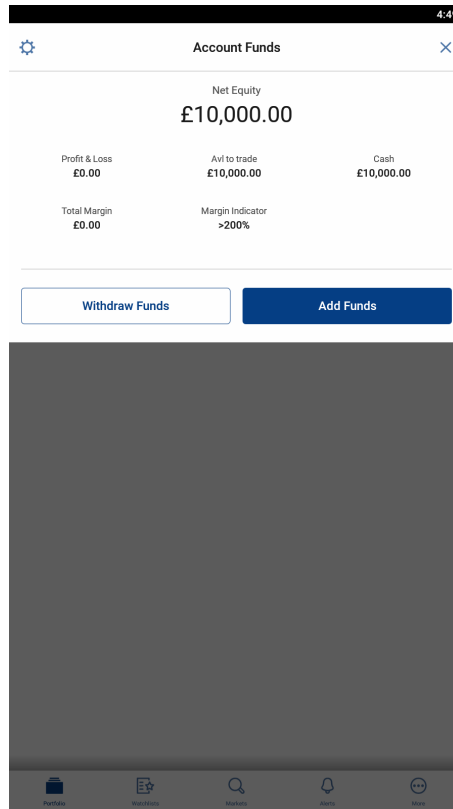 4:4
Account Funds
Net Equity
£10,000.00
Profit & Loss
Avl to trade
Cash
£0.00
£10,000.00
£10,000.00
Total Margin
Margin Indicator
£0.00
>200%
Withdraw Funds
Add Funds
Portfolio
Watchlists
Markets
Alerts
More